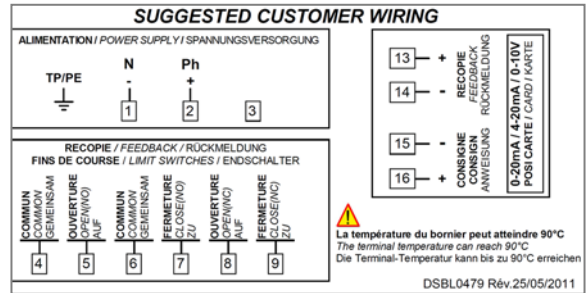 SUGGESTED CUSTOMER WIRING
ALIMENTATION / POWER SUPPLY / SPANNUNGSVERSORGUNG
TP/PE
N
-
1
Ph
+
2
3
RECOPIE / FEEDBACK / RÜCKMELDUNG
FINS DE COURSE / LIMIT SWITCHES / ENDSCHALTER
COMMUN
COMMON
GEMEINSAM
4
OUVERTURE
OPEN(NO)
AUF
5
COMMUN
COMMON
GEMEINSAM
6
FERMETURE
CLOSE(NO)
ZU
7
OUVERTURE
OPEN(NC)
AUF
8
FERMETURE
CLOSE(NC)
ZU
9
13 +
14 -
RECOPIE
FEEDBACK
RÜCKMELDUNG
15 -
16 +
CONSIGNE
CONSIGN
ANWEISUNG
0-20mA / 4-20mA / 0-10V
POSI CARTE / CARD / KARTE
La température du bornier peut atteindre 90°C
The terminal temperature can reach 90°C
Die Terminal-Temperatur kann bis zu 90°C erreichen
DSBL0479 Rév.25/05/2011